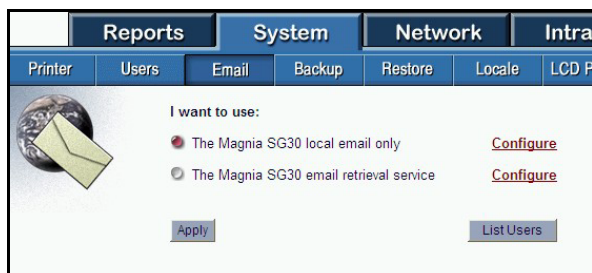 Reports System Network Intra
Printer Users Email Backup Restore Locale LCD P
I want to use:
The Magnia SG30 local email only Configure
The Magnia SG30 email retrieval service Configure
Apply List Users